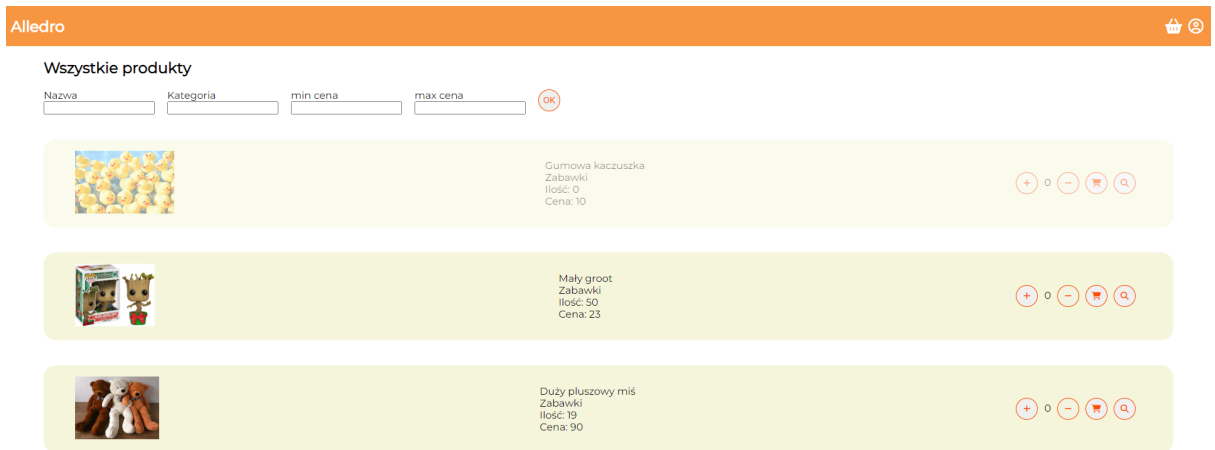 Alledro
Wszystkie produkty
Nazwa Kategoria min cena max cena
OK
Gumowa kaczuszka
Zabawki
Ilość: 0
Cena: 10
+ 0 -
Mały groot
Zabawki
Ilość: 50
Cena: 23
+ 0 -
Duży pluszowy miś
Zabawki
Ilość: 19
Cena: 90
+ 0 -